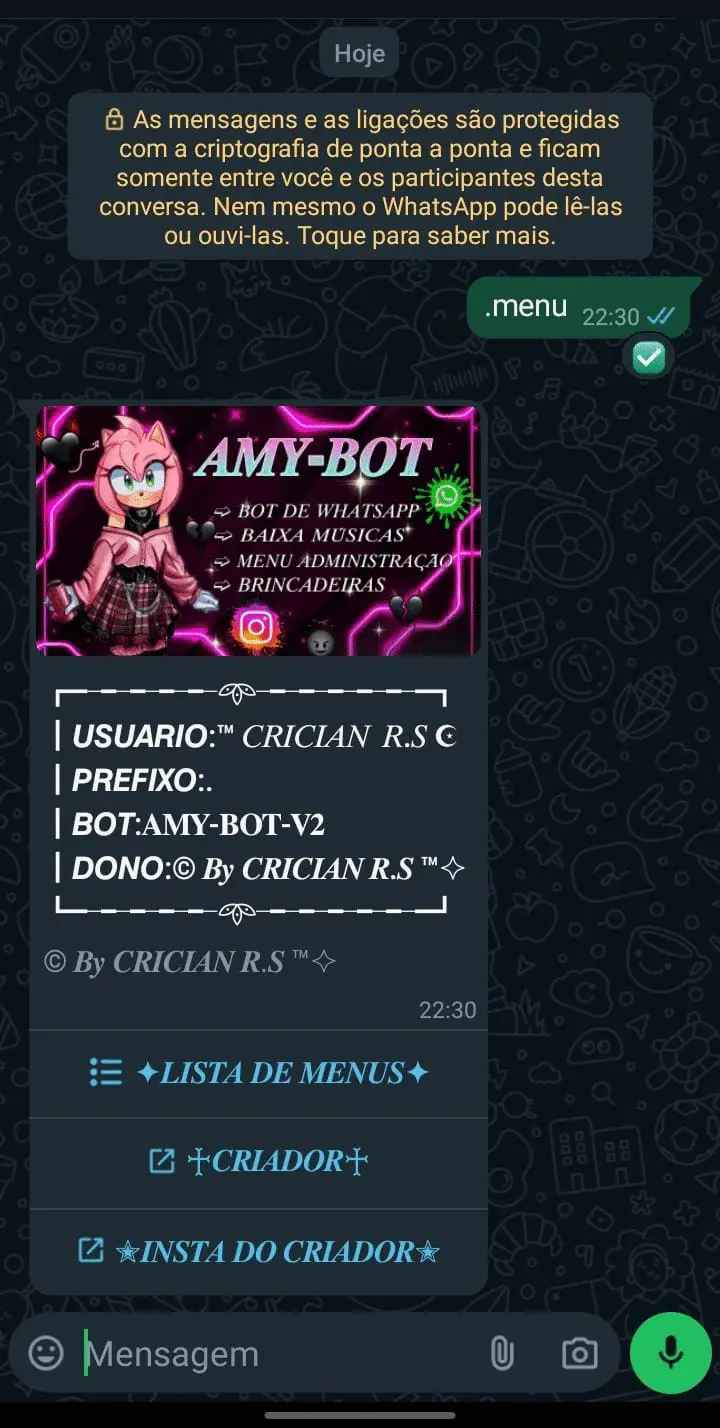 Hoje
As mensagens e as ligações são protegidas
com a criptografia de ponta a ponta e ficam
somente entre você e os participantes desta
conversa. Nem mesmo o WhatsApp pode lê-las
ou ouvi-las. Toque para saber mais.
.menu 22:30
AMY-BOT
➩ BOT DE WHATSAPP
➩ BAIXA MÚSICAS
➩ MENU ADMINISTRAÇÃO
➩ BRINCADEIRAS
| USUARIO:™ CRICIAN R.S ☪
| PREFIXO:.
| BOT:AMY-BOT-V2
| DONO:© By CRICIAN R.S ™✧
© By CRICIAN R.S ™✧
22:30
✦LISTA DE MENUS✦
☥CRIADOR☥
✯INSTA DO CRIADOR✯
Mensagem